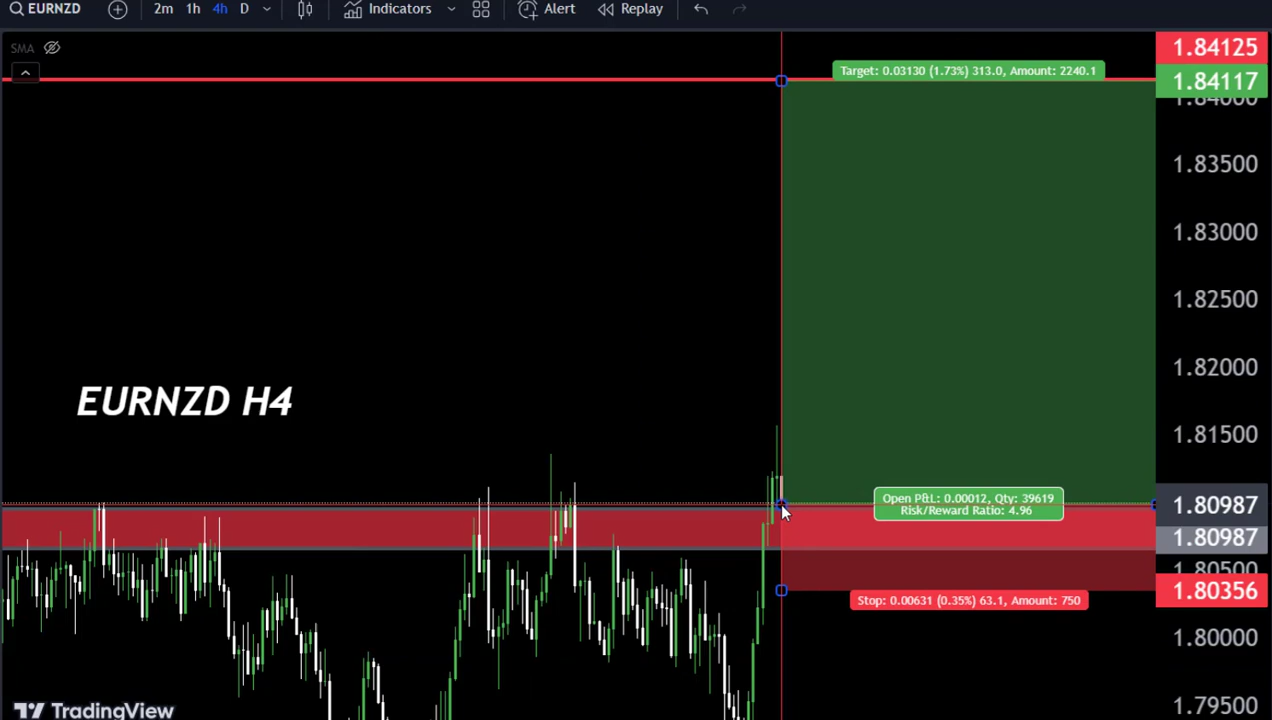 EURNZD 2m 1h 4h D Indicators Alert Replay
SMA
1.84125
Target: 0.03130 (1.73%) 313.0, Amount: 2240.1
1.84117
1.84000
1.83500
1.83000
1.82500
1.82000
EURNZD H4
1.81500
Open P&L: 0.00012, Qty: 39619
Risk/Reward Ratio: 4.96
1.80987
1.80987
1.80500
1.80356
Stop: 0.00631 (0.35%) 63.1, Amount: 750
1.80000
1.79500
TradingView